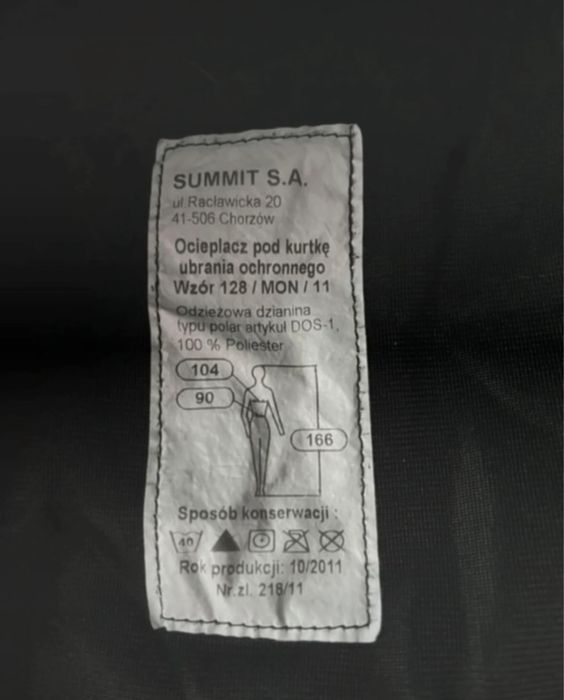 SUMMIT S.A.
ul.Racławicka 20
41-506 Chorzów
Ocieplacz pod kurtkę
ubrania ochronnego
Wzór 128 / MON / 11
Odzieżowa dzianina
typu polar artykuł DOS-1,
100 % Poliester
104
90
166
Sposób konserwacji :
40
Rok produkcji: 10/2011
Nr.zl. 218/11